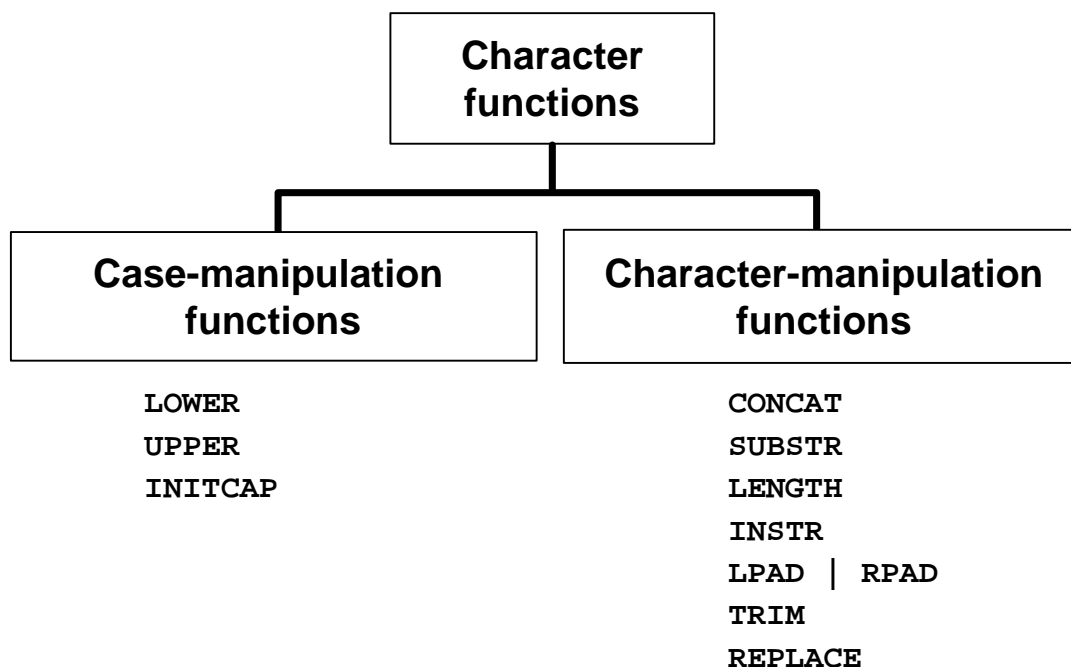 Character
functions
Case-manipulation
functions
Character-manipulation
functions
LOWER
UPPER
INITCAP
CONCAT
SUBSTR
LENGTH
INSTR
LPAD | RPAD
TRIM
REPLACE